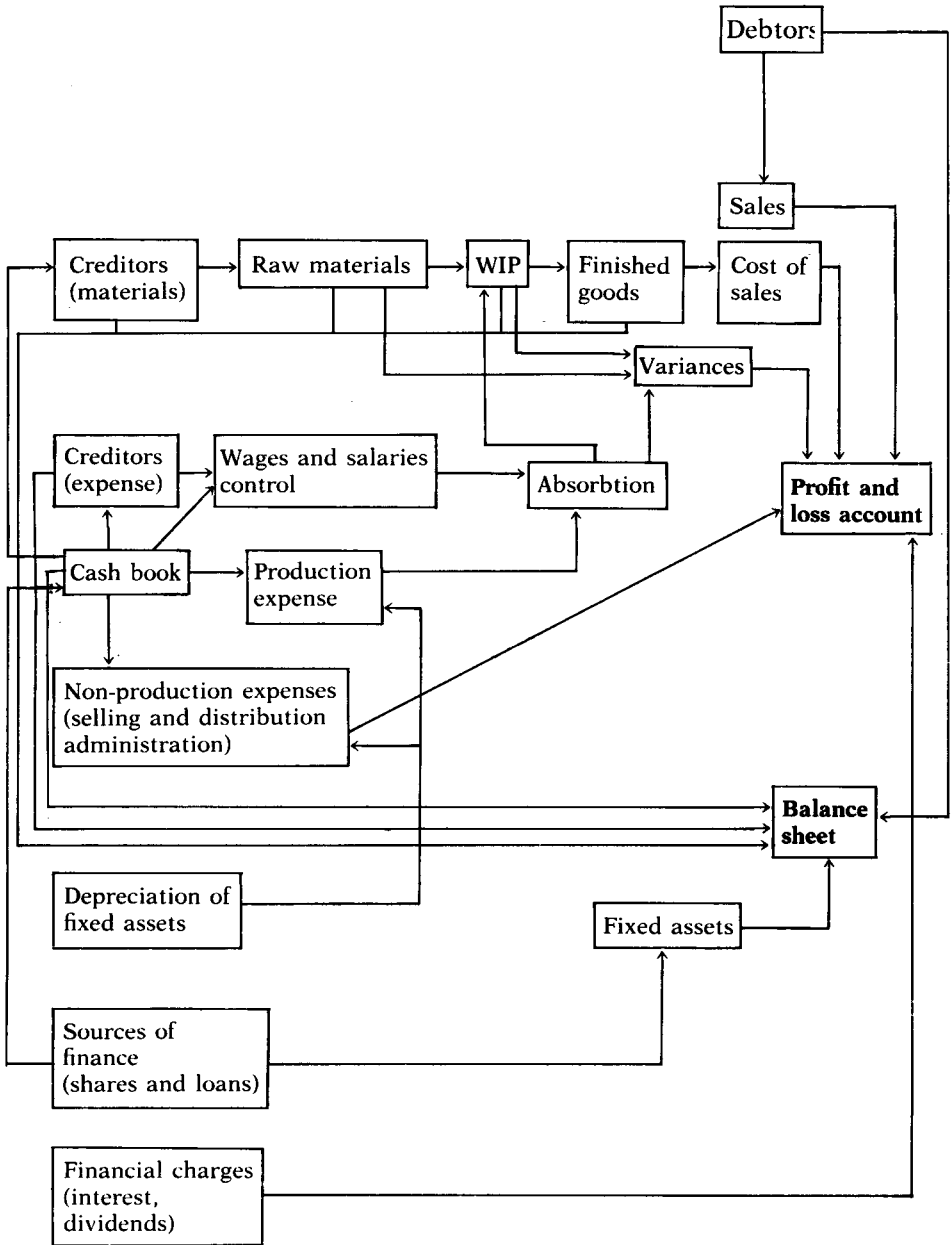 Debtors
Sales
Creditors
(materials)
Raw materials
WIP
Finished
goods
Cost of
sales
Variances
Creditors
(expense)
Wages and salaries
control
Absorbtion
Profit and
loss account
Cash book
Production
expense
Non-production expenses
(selling and distribution
administration)
Balance
sheet
Depreciation of
fixed assets
Fixed assets
Sources of
finance
(shares and loans)
Financial charges
(interest,
dividends)